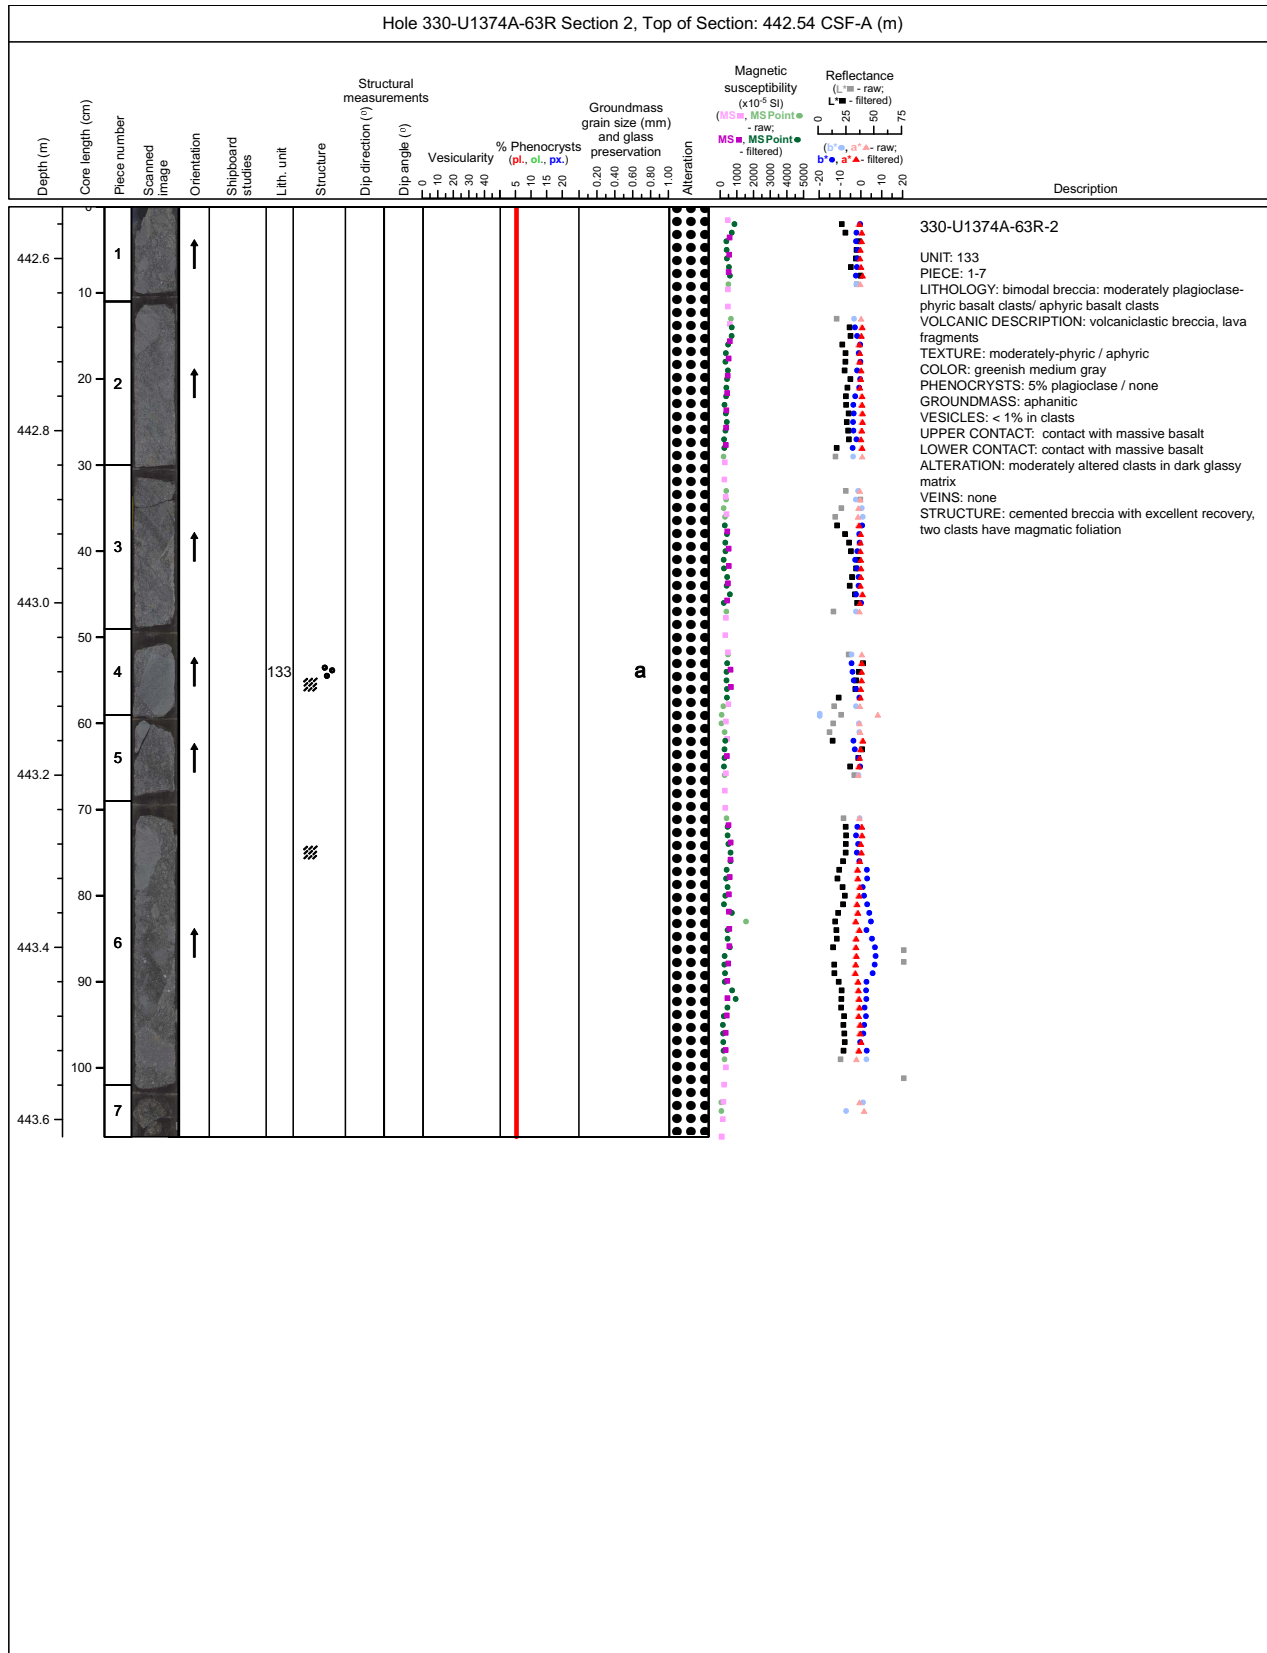 Hole 330-U1374A-63R Section 2, Top of Section: 442.54 CSF-A (m)
Depth (m)
Core length (cm)
Piece number
Scanned
image
Orientation
Shipboard
studies
Lith. unit
Structure
Structural
measurements
Dip direction (º)
Dip angle (º)
Vesicularity
0 10 20 30 40
% Phenocrysts
(pl., ol., px.)
5 10 15 20
Groundmass
grain size (mm)
and glass
preservation
0.20 0.40 0.60 0.80 1.00
Alteration
Magnetic
susceptibility
(x10-5 SI)
(MS, MSPoint
- raw;
MS, MSPoint
- filtered)
0 1000 2000 3000 4000 5000
Reflectance
(L* - raw;
L* - filtered)
0 25 50 75
(b*, a* - raw;
b*, a* - filtered)
-20 -10 0 10 20
Description
0
442.6
1
10
2
20
442.8
30
3
40
443.0
50
4
133
a
60
5
443.2
70
80
6
443.4
90
100
7
443.6
330-U1374A-63R-2
UNIT: 133
PIECE: 1-7
LITHOLOGY: bimodal breccia: moderately plagioclase-
phyric basalt clasts/ aphyric basalt clasts
VOLCANIC DESCRIPTION: volcaniclastic breccia, lava
fragments
TEXTURE: moderately-phyric / aphyric
COLOR: greenish medium gray
PHENOCRYSTS: 5% plagioclase / none
GROUNDMASS: aphanitic
VESICLES: < 1% in clasts
UPPER CONTACT: contact with massive basalt
LOWER CONTACT: contact with massive basalt
ALTERATION: moderately altered clasts in dark glassy
matrix
VEINS: none
STRUCTURE: cemented breccia with excellent recovery,
two clasts have magmatic foliation